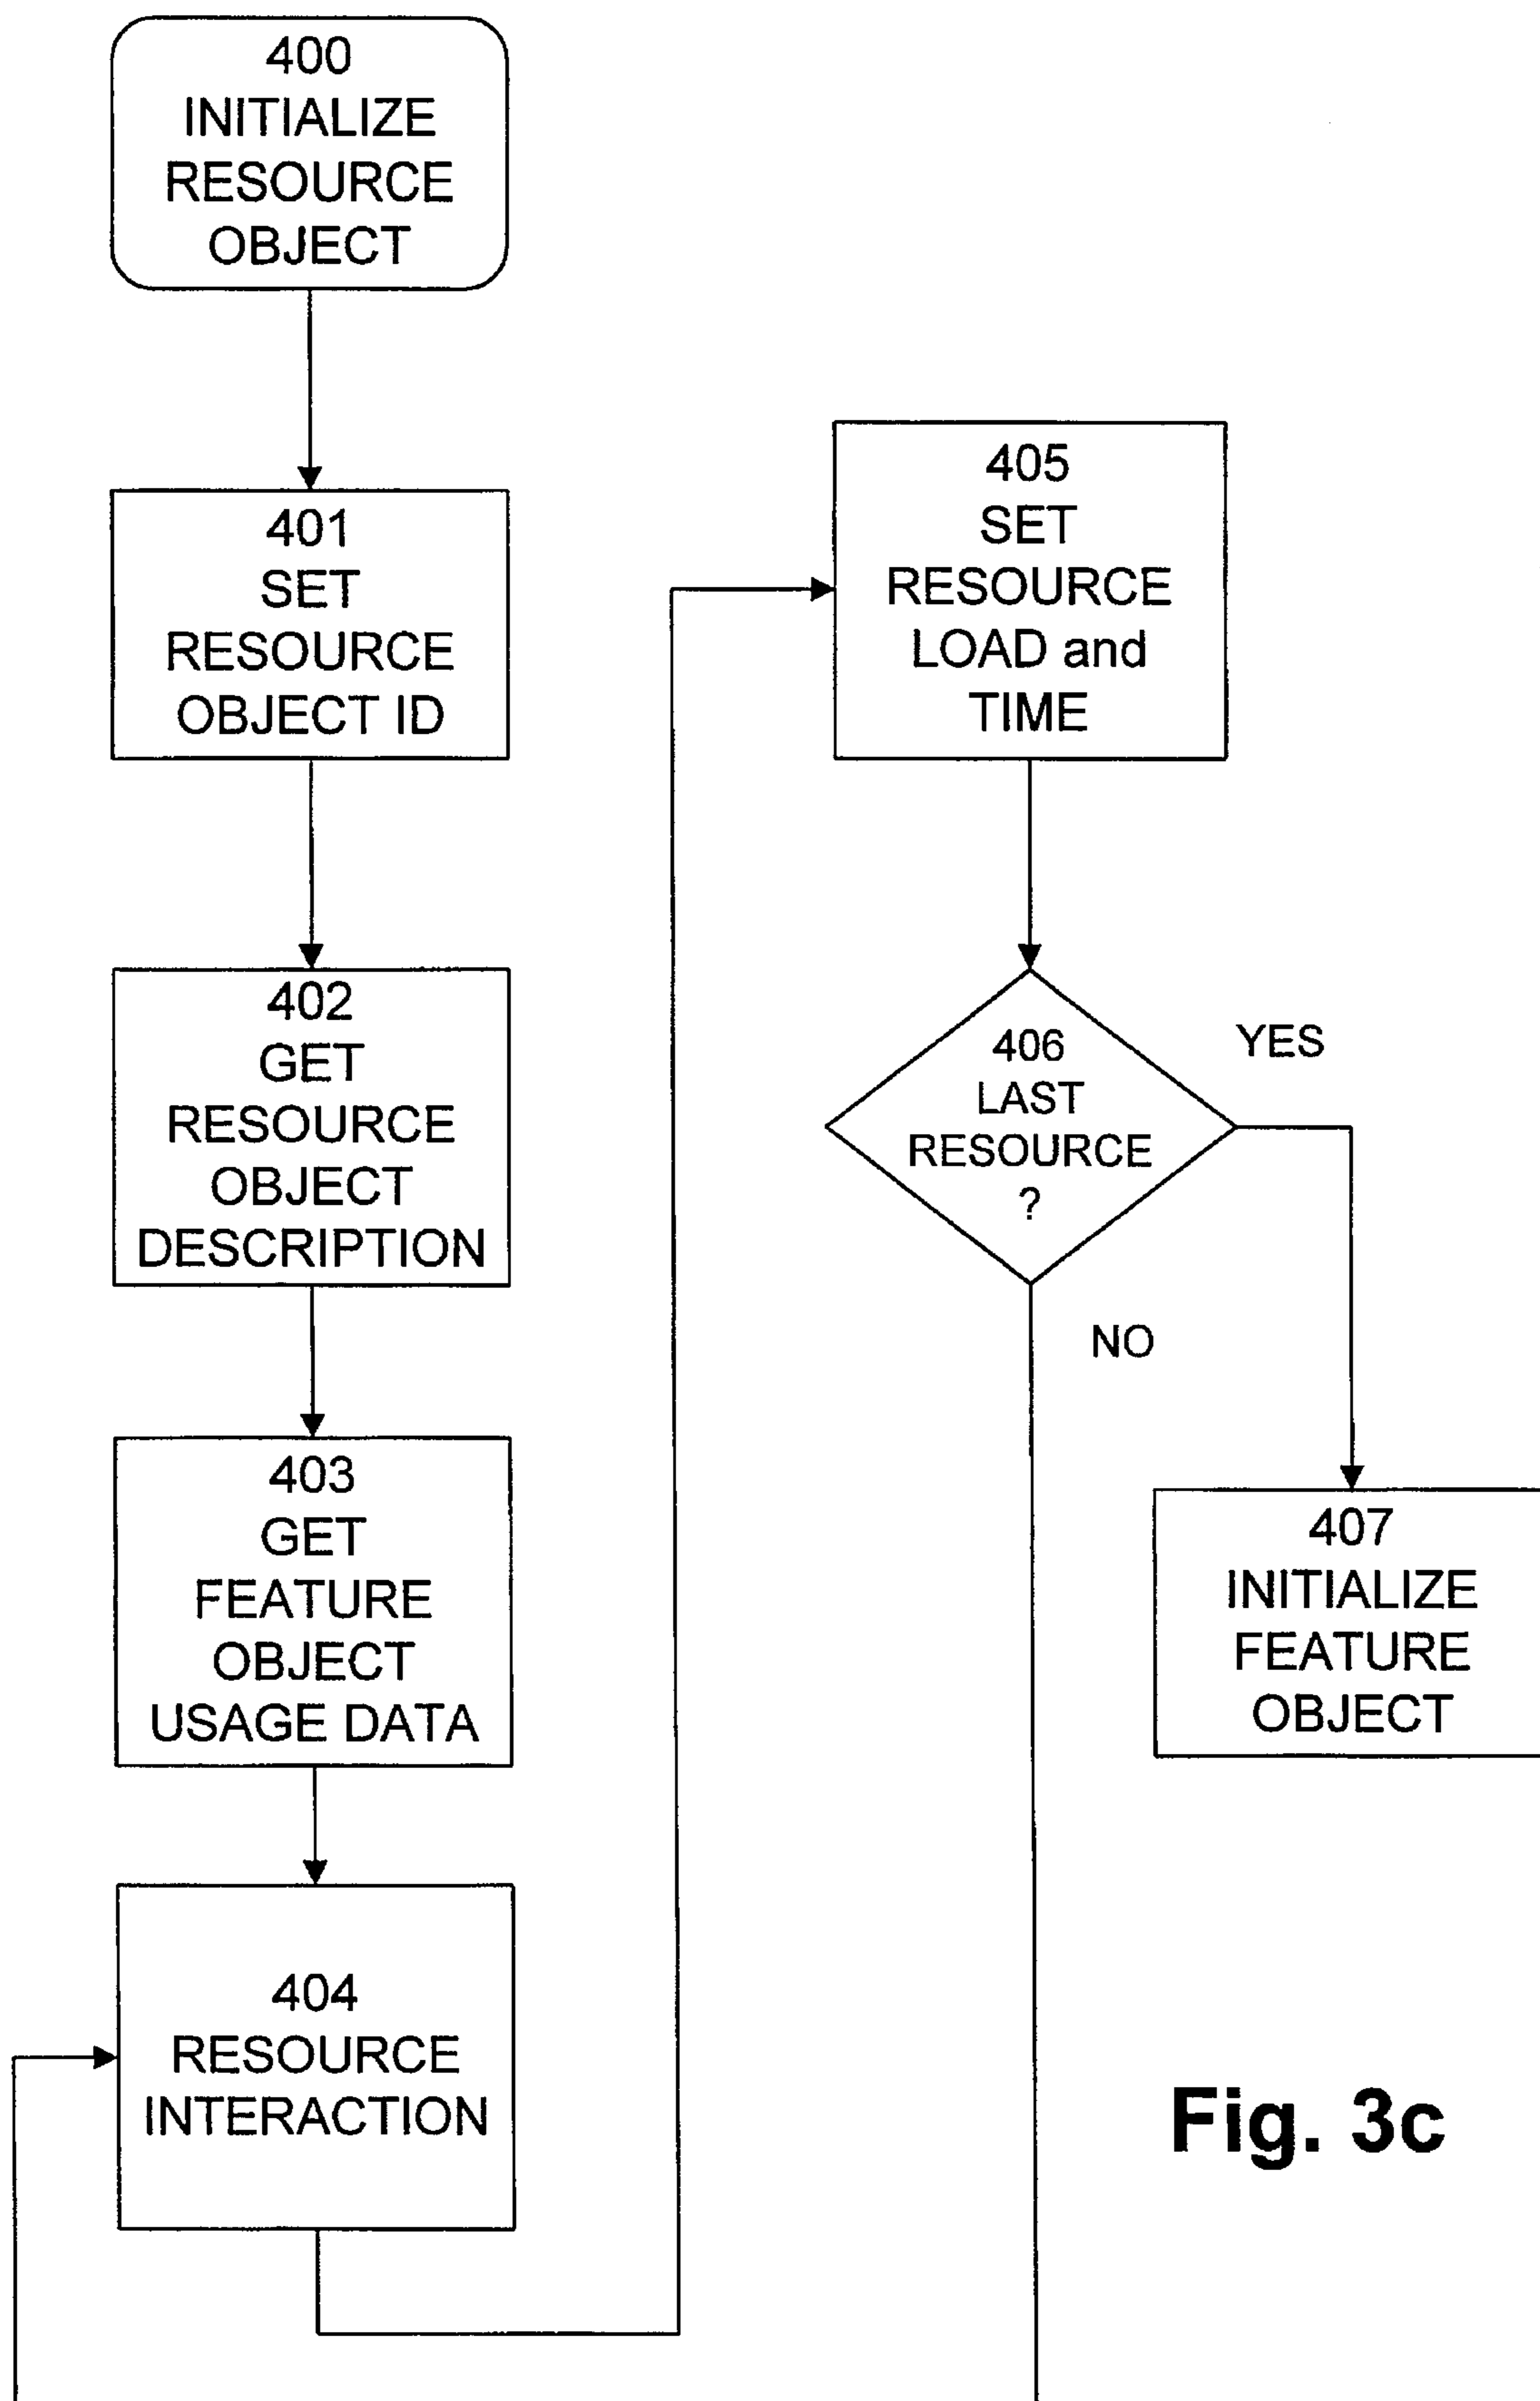 400
INITIALIZE
RESOURCE
OBJECT
401
SET
RESOURCE
OBJECT ID
402
GET
RESOURCE
OBJECT
DESCRIPTION
403
GET
FEATURE
OBJECT
USAGE DATA
404
RESOURCE
INTERACTION
405
SET
RESOURCE
LOAD and
TIME
406
LAST
RESOURCE
?
YES
NO
407
INITIALIZE
FEATURE
OBJECT
Fig. 3c